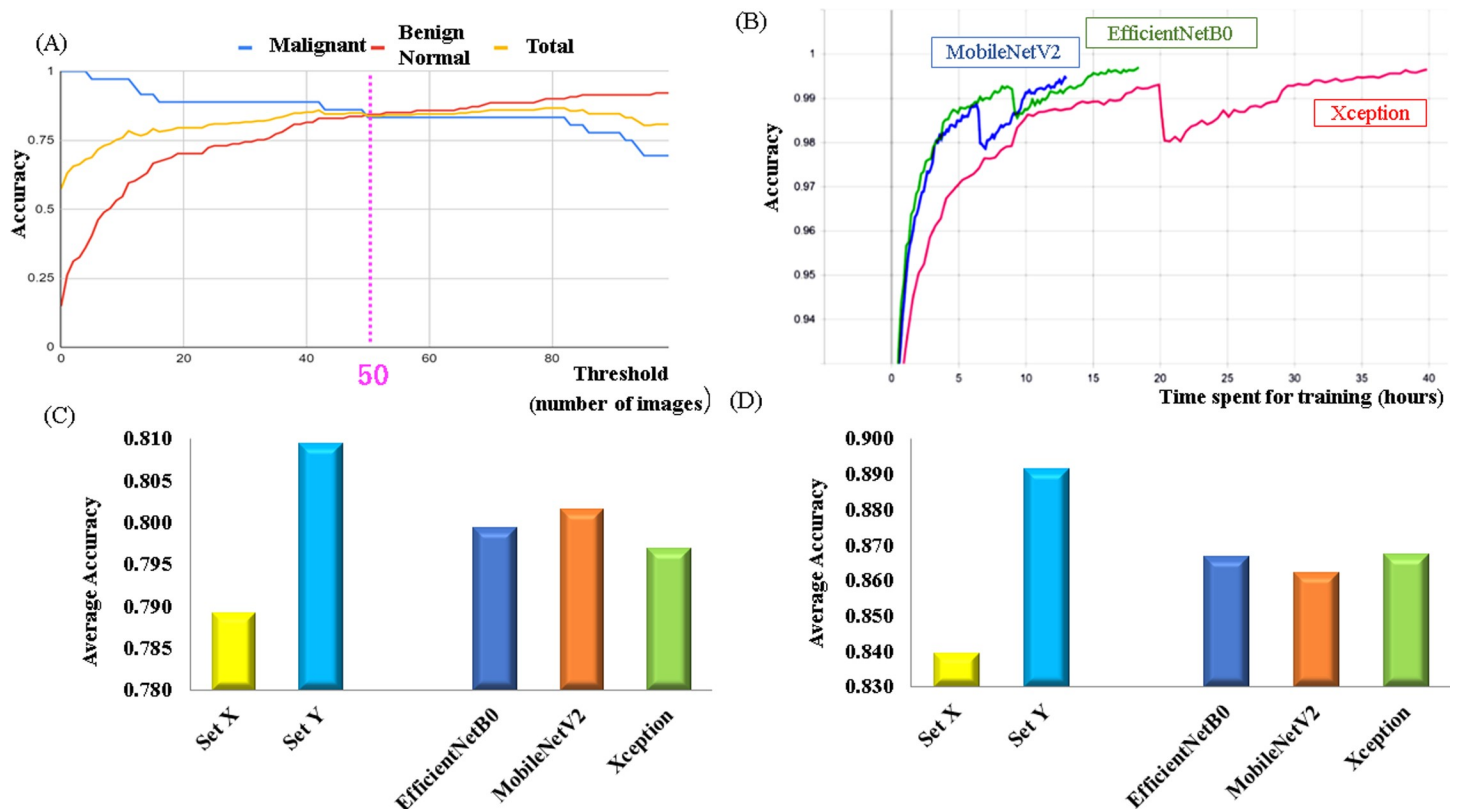 (A)
Malignant
Benign
Normal
Total
Accuracy
1
0.75
0.5
0.25
0
0
20
40
50
60
80
Threshold
(number of images)
(B)
MobileNetV2
EfficientNetB0
Xception
Accuracy
1
0.99
0.98
0.97
0.96
0.95
0.94
0
5
10
15
20
25
30
35
40
Time spent for training (hours)
(C)
Average Accuracy
0.810
0.805
0.800
0.795
0.790
0.785
0.780
Set X
Set Y
EfficientNetB0
MobileNetV2
Xception
(D)
Average Accuracy
0.900
0.890
0.880
0.870
0.860
0.850
0.840
0.830
Set X
Set Y
EfficientNetB0
MobileNetV2
Xception